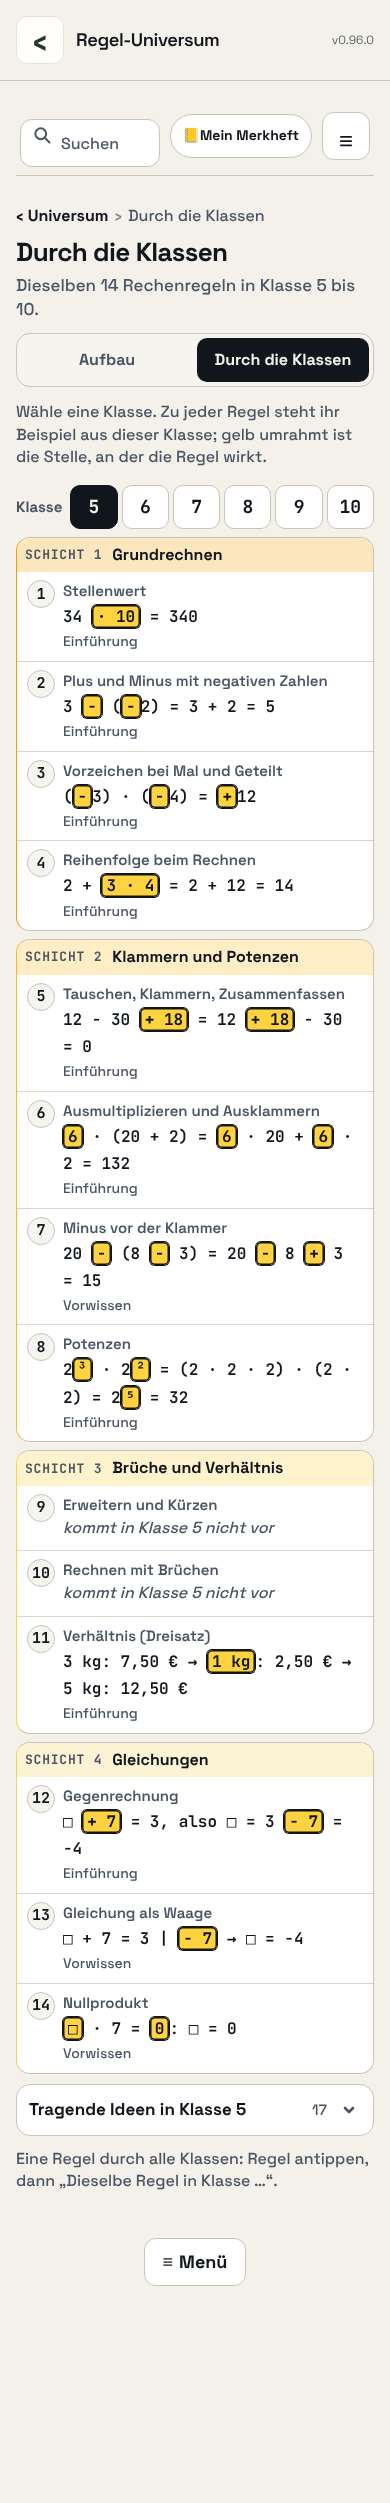 < Regel-Universum v0.96.0
Suchen 📒Mein Merkheft ≡
< Universum > Durch die Klassen
Durch die Klassen
Dieselben 14 Rechenregeln in Klasse 5 bis
10.
Aufbau Durch die Klassen
Wähle eine Klasse. Zu jeder Regel steht ihr
Beispiel aus dieser Klasse; gelb umrahmt ist
die Stelle, an der die Regel wirkt.
Klasse 5 6 7 8 9 10
SCHICHT 1 Grundrechnen
1 Stellenwert
34 · 10 = 340
Einführung
2 Plus und Minus mit negativen Zahlen
3 - (-2) = 3 + 2 = 5
Einführung
3 Vorzeichen bei Mal und Geteilt
(-3) · (-4) = +12
Einführung
4 Reihenfolge beim Rechnen
2 + 3 · 4 = 2 + 12 = 14
Einführung
SCHICHT 2 Klammern und Potenzen
5 Tauschen, Klammern, Zusammenfassen
12 - 30 + 18 = 12 + 18 - 30
= 0
Einführung
6 Ausmultiplizieren und Ausklammern
6 · (20 + 2) = 6 · 20 + 6 ·
2 = 132
Einführung
7 Minus vor der Klammer
20 - (8 - 3) = 20 - 8 + 3
= 15
Vorwissen
8 Potenzen
2³ · 2² = (2 · 2 · 2) · (2 ·
2) = 2⁵ = 32
Einführung
SCHICHT 3 Brüche und Verhältnis
9 Erweitern und Kürzen
kommt in Klasse 5 nicht vor
10 Rechnen mit Brüchen
kommt in Klasse 5 nicht vor
11 Verhältnis (Dreisatz)
3 kg: 7,50 € → 1 kg: 2,50 € →
5 kg: 12,50 €
Einführung
SCHICHT 4 Gleichungen
12 Gegenrechnung
□ + 7 = 3, also □ = 3 - 7 =
-4
Einführung
13 Gleichung als Waage
□ + 7 = 3 | - 7 → □ = -4
Vorwissen
14 Nullprodukt
□ · 7 = 0: □ = 0
Vorwissen
Tragende Ideen in Klasse 5 17
Eine Regel durch alle Klassen: Regel antippen,
dann „Dieselbe Regel in Klasse …“.
≡ Menü